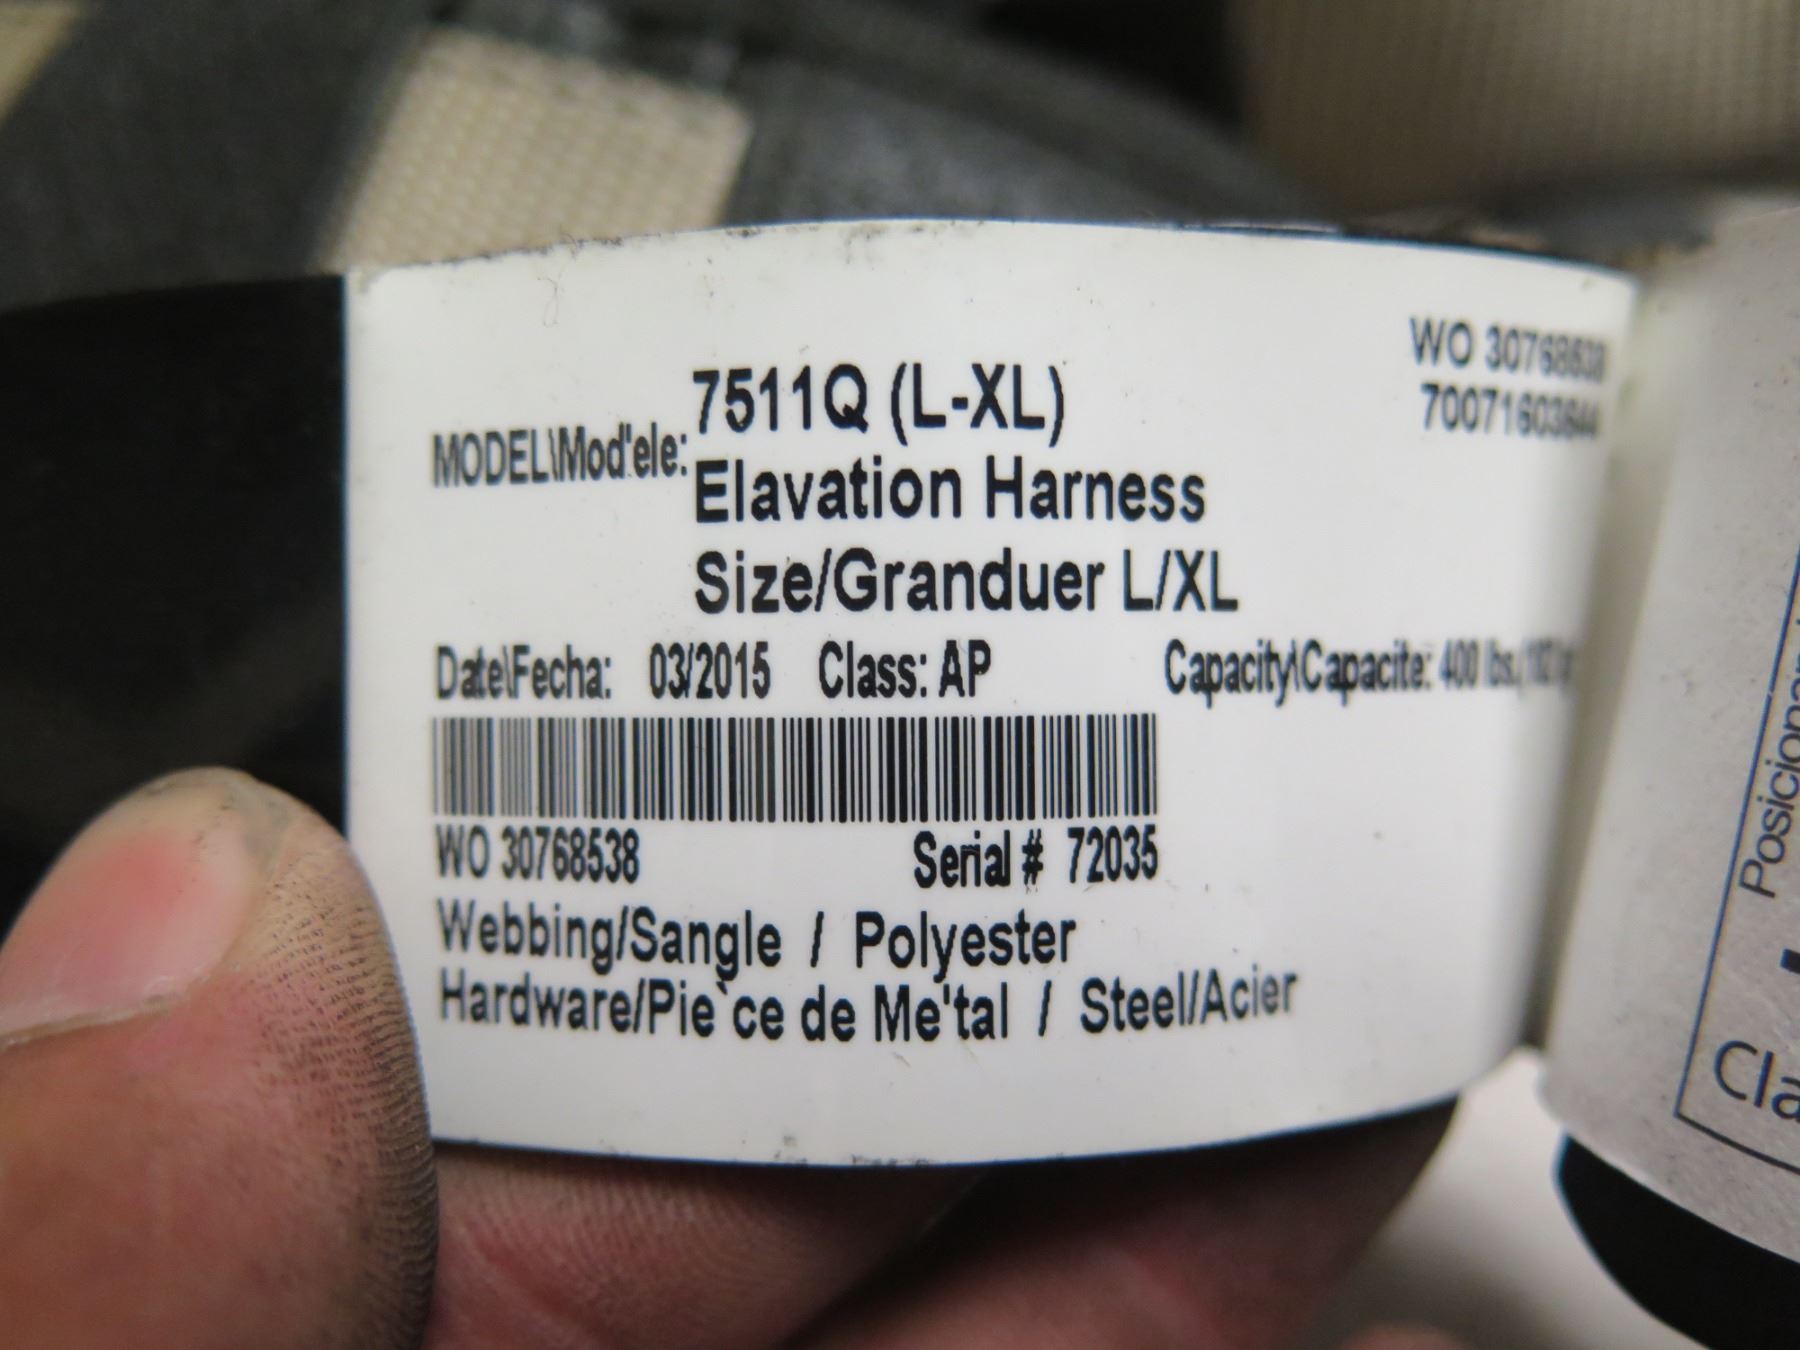 WO 30768538
70071603644
7511Q (L-XL)
MODEL\Mod'ele:
Elavation Harness
Size/Granduer L/XL
Date\Fecha: 03/2015 Class: AP Capacity\Capacite: 400 lbs.
WO 30768538 Serial # 72035
Webbing/Sangle / Polyester
Hardware/Pie`ce de Me'tal / Steel/Acier